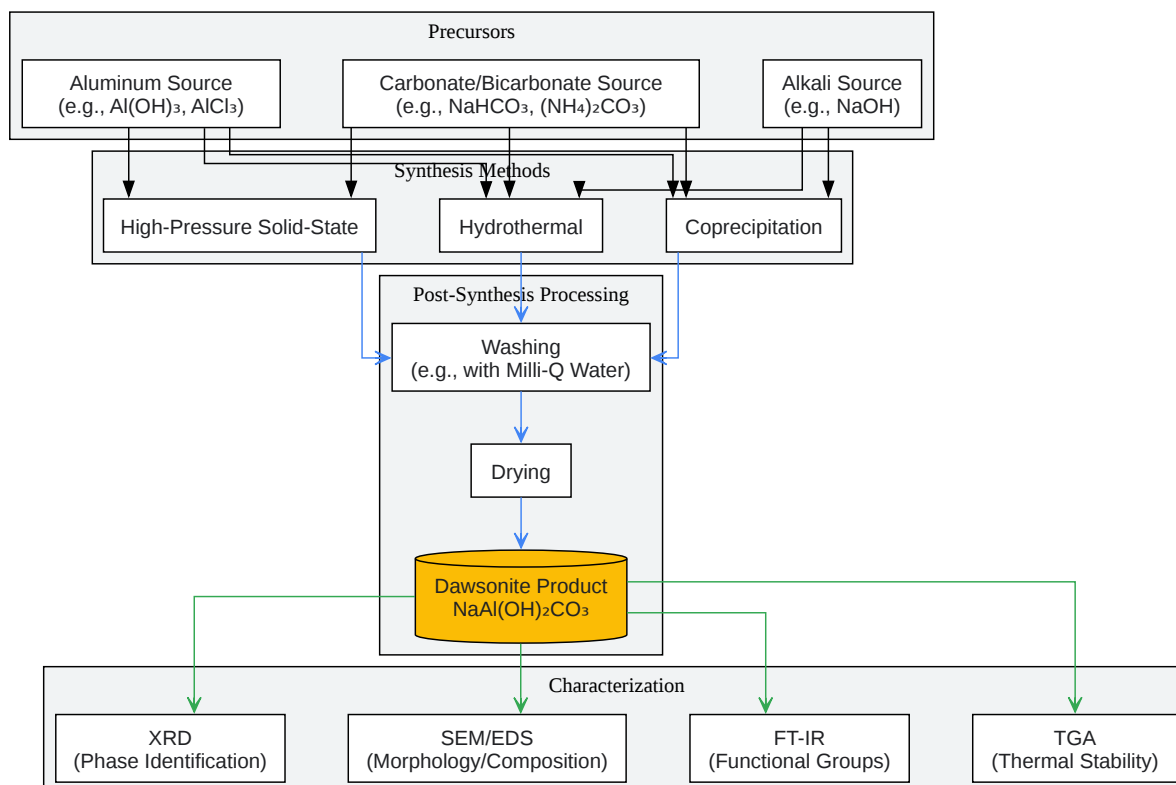 Precursors
Aluminum Source
(e.g., Al(OH)₃, AlCl₃)
Carbonate/Bicarbonate Source
(e.g., NaHCO₃, (NH₄)₂CO₃)
Alkali Source
(e.g., NaOH)
Synthesis Methods
High-Pressure Solid-State
Hydrothermal
Coprecipitation
Post-Synthesis Processing
Washing
(e.g., with Milli-Q Water)
Drying
Dawsonite Product
NaAl(OH)₂CO₃
Characterization
XRD
(Phase Identification)
SEM/EDS
(Morphology/Composition)
FT-IR
(Functional Groups)
TGA
(Thermal Stability)